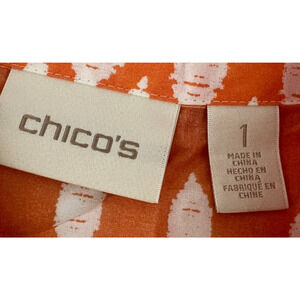 chico's
1
MADE IN
CHINA
HECHO EN
CHINA
FABRIQUÉ EN
CHINE